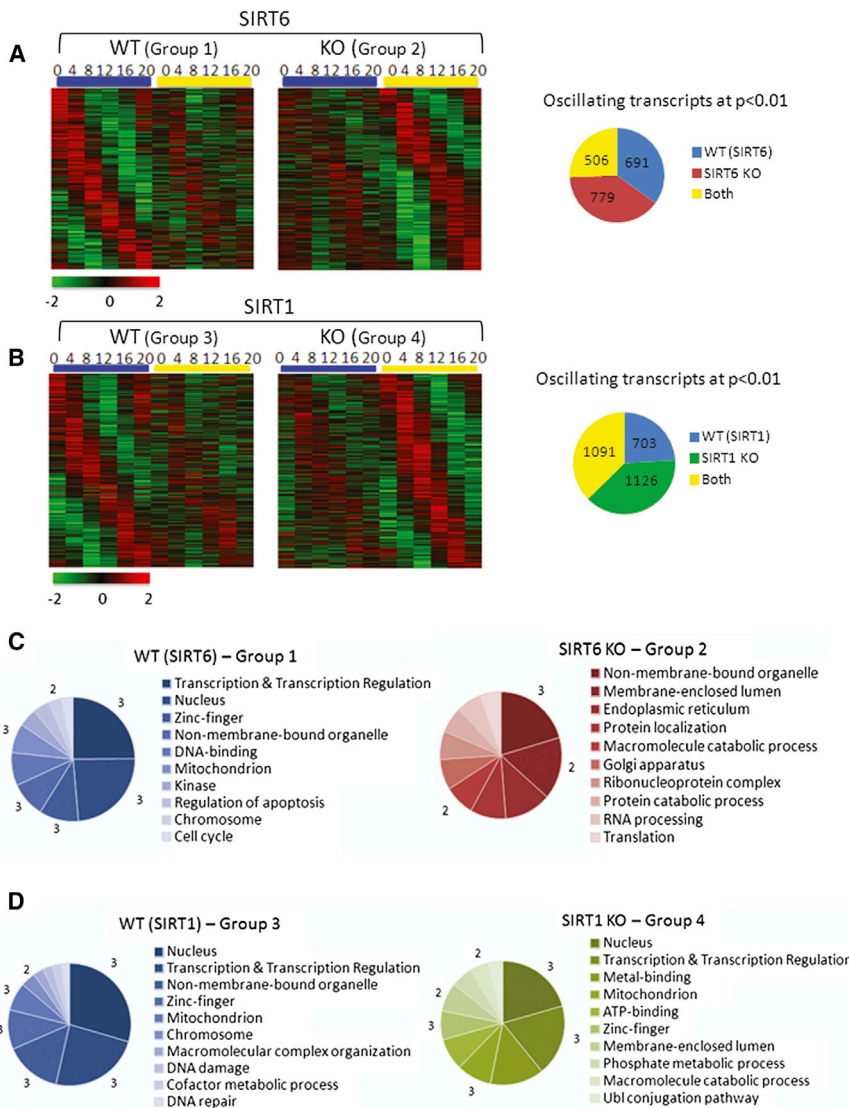 SIRT6
A
WT (Group 1)
KO (Group 2)
0 4 8 12 16 20 0 4 8 12 16 20
0 4 8 12 16 20 0 4 8 12 16 20
-2 0 2
Oscillating transcripts at p<0.01
506
691
779
WT (SIRT6)
SIRT6 KO
Both
SIRT1
B
WT (Group 3)
KO (Group 4)
0 4 8 12 16 20 0 4 8 12 16 20
0 4 8 12 16 20 0 4 8 12 16 20
-2 0 2
Oscillating transcripts at p<0.01
1091
703
1126
WT (SIRT1)
SIRT1 KO
Both
C
WT (SIRT6) – Group 1
2
3
3
3
3
3
Transcription & Transcription Regulation
Nucleus
Zinc-finger
Non-membrane-bound organelle
DNA-binding
Mitochondrion
Kinase
Regulation of apoptosis
Chromosome
Cell cycle
SIRT6 KO – Group 2
3
2
2
Non-membrane-bound organelle
Membrane-enclosed lumen
Endoplasmic reticulum
Protein localization
Macromolecule catabolic process
Golgi apparatus
Ribonucleoprotein complex
Protein catabolic process
RNA processing
Translation
D
WT (SIRT1) – Group 3
2
3
3
3
3
3
Nucleus
Transcription & Transcription Regulation
Non-membrane-bound organelle
Zinc-finger
Mitochondrion
Chromosome
Macromolecular complex organization
DNA damage
Cofactor metabolic process
DNA repair
SIRT1 KO – Group 4
2
3
2
3
3
3
Nucleus
Transcription & Transcription Regulation
Metal-binding
Mitochondrion
ATP-binding
Zinc-finger
Membrane-enclosed lumen
Phosphate metabolic process
Macromolecule catabolic process
Ubl conjugation pathway